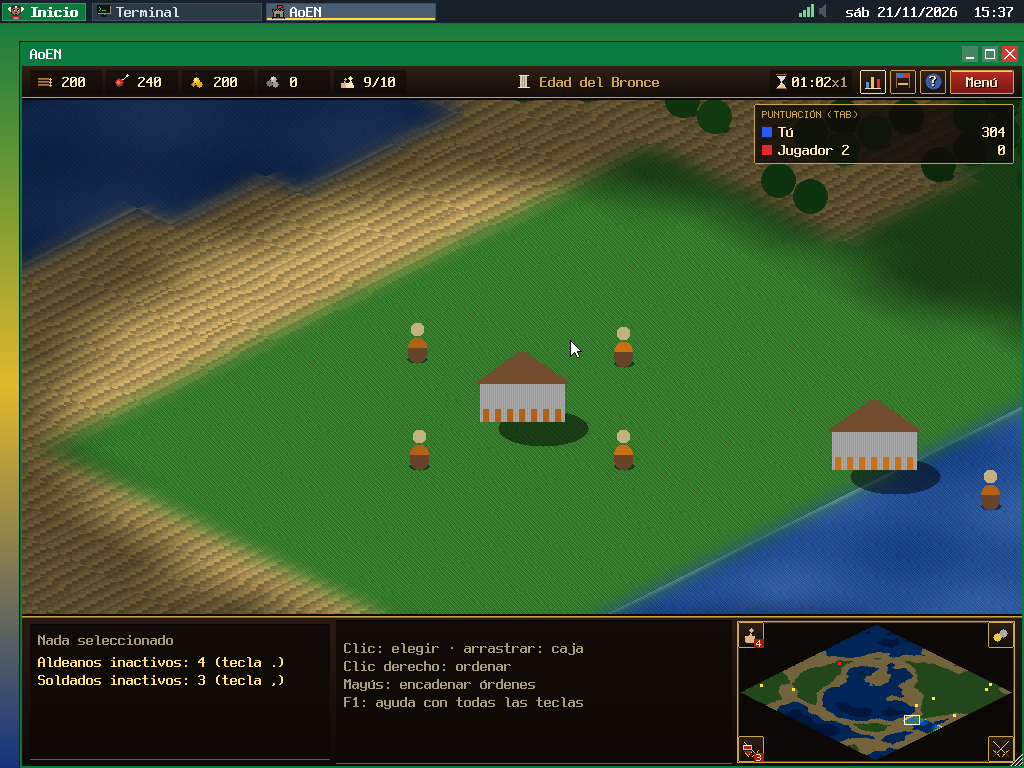 Inicio
Terminal
AoEN
sáb 21/11/2026 15:37
AoEN
200
240
200
0
9/10
Edad del Bronce
01:02x1
Menú
PUNTUACIÓN (TAB)
Tú 304
Jugador 2 0
Nada seleccionado
Aldeanos inactivos: 4 (tecla .)
Soldados inactivos: 3 (tecla ,)
Clic: elegir · arrastrar: caja
Clic derecho: ordenar
Mayús: encadenar órdenes
F1: ayuda con todas las teclas
4
3